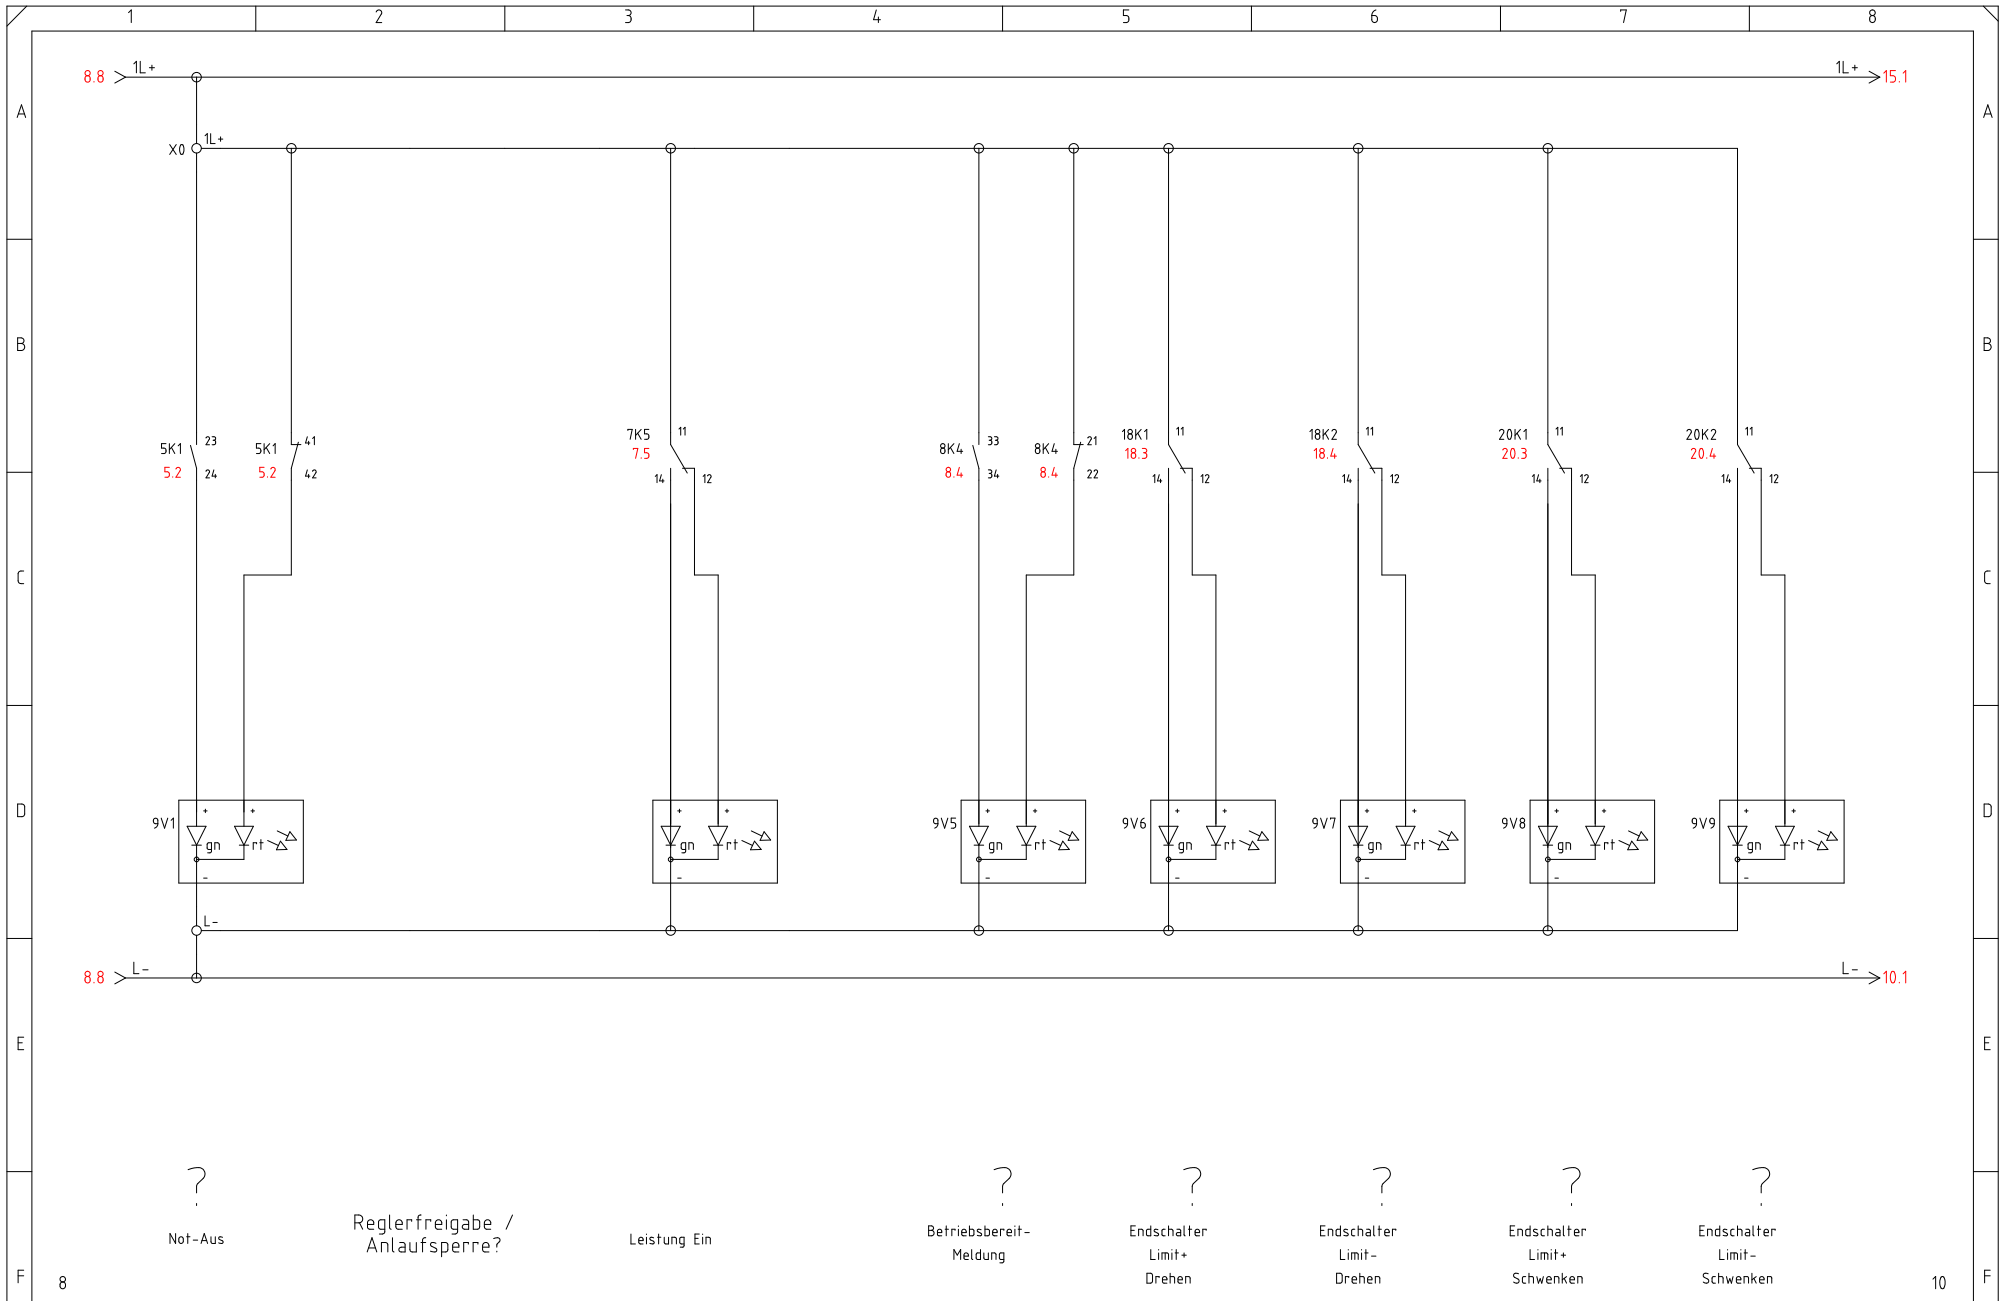 1 2 3 4 5 6 7 8
8.8 1L+ 1L+ 15.1
A A
X0 1L+
B B
5K1 23 5K1 41 7K5 11 8K4 33 8K4 21 18K1 11 18K2 11 20K1 11 20K2 11
5.2 24 5.2 42 7.5 14 12 8.4 34 8.4 22 18.3 14 12 18.4 14 12 20.3 14 12 20.4 14 12
C C
D D
+ + + + + + + + + + + + + +
9V1 9V5 9V6 9V7 9V8 9V9
gn rt gn rt gn rt gn rt gn rt gn rt gn rt
- - - - - - -
L-
8.8 L- L- 10.1
E E
? ? ? ? ? ?
Not-Aus
Reglerfreigabe /
Anlaufsperre?
Leistung Ein
Betriebsbereit-
Meldung
Endschalter
Limit+
Drehen
Endschalter
Limit-
Drehen
Endschalter
Limit+
Schwenken
Endschalter
Limit-
Schwenken
F 8 10 F